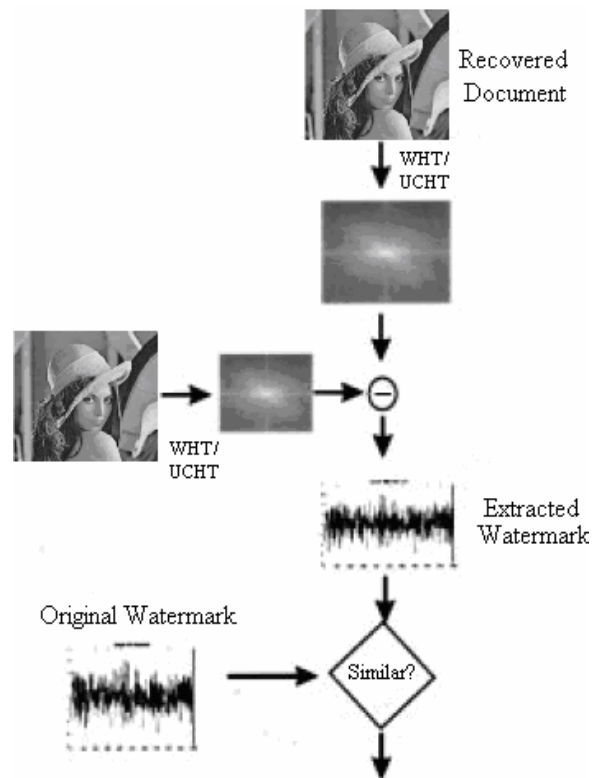 Recovered
Document
WHT/
UCHT
WHT/
UCHT
Extracted
Watermark
Original Watermark
Similar?